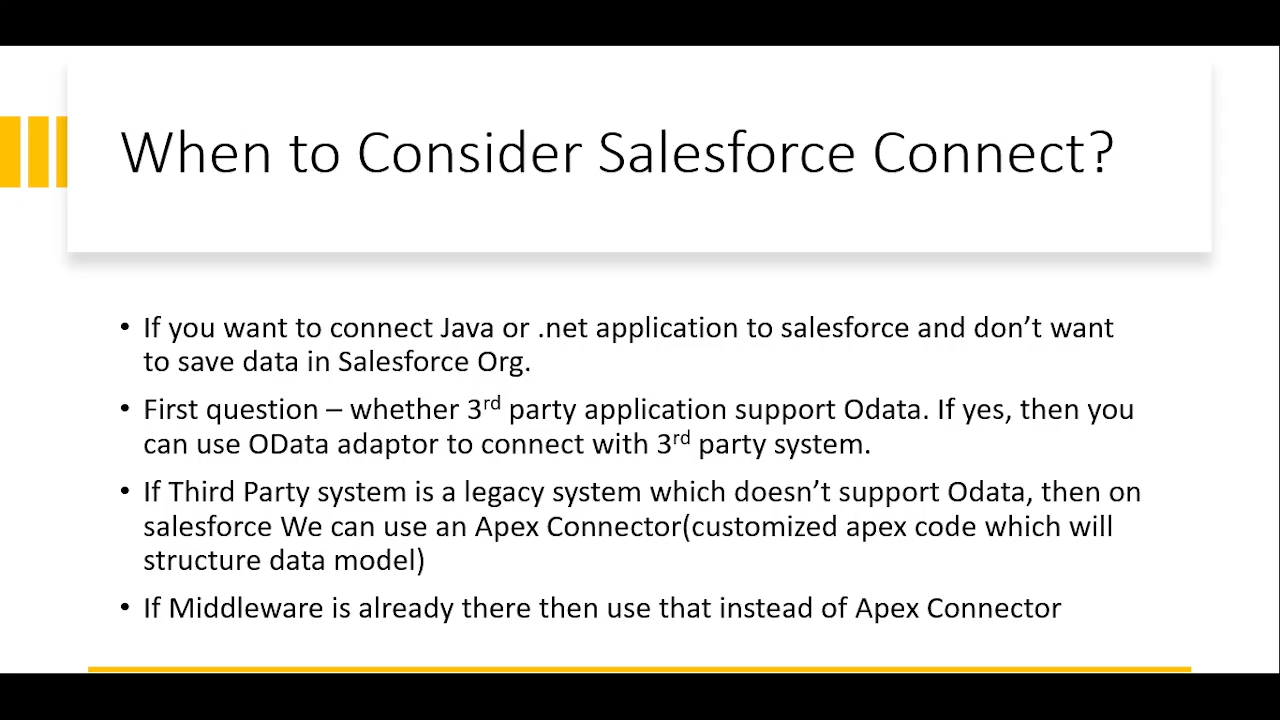 When to Consider Salesforce Connect?
• If you want to connect Java or .net application to salesforce and don’t want
to save data in Salesforce Org.
• First question – whether 3rd party application support Odata. If yes, then you
can use OData adaptor to connect with 3rd party system.
• If Third Party system is a legacy system which doesn’t support Odata, then on
salesforce We can use an Apex Connector(customized apex code which will
structure data model)
• If Middleware is already there then use that instead of Apex Connector